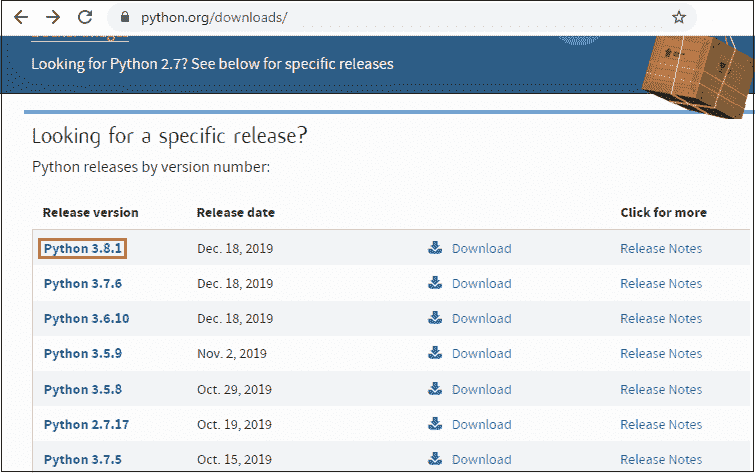 python.org/downloads/
Looking for Python 2.7? See below for specific releases
Looking for a specific release?
Python releases by version number:
Release version Release date Click for more
Python 3.8.1 Dec. 18, 2019 Download Release Notes
Python 3.7.6 Dec. 18, 2019 Download Release Notes
Python 3.6.10 Dec. 18, 2019 Download Release Notes
Python 3.5.9 Nov. 2, 2019 Download Release Notes
Python 3.5.8 Oct. 29, 2019 Download Release Notes
Python 2.7.17 Oct. 19, 2019 Download Release Notes
Python 3.7.5 Oct. 15, 2019 Download Release Notes